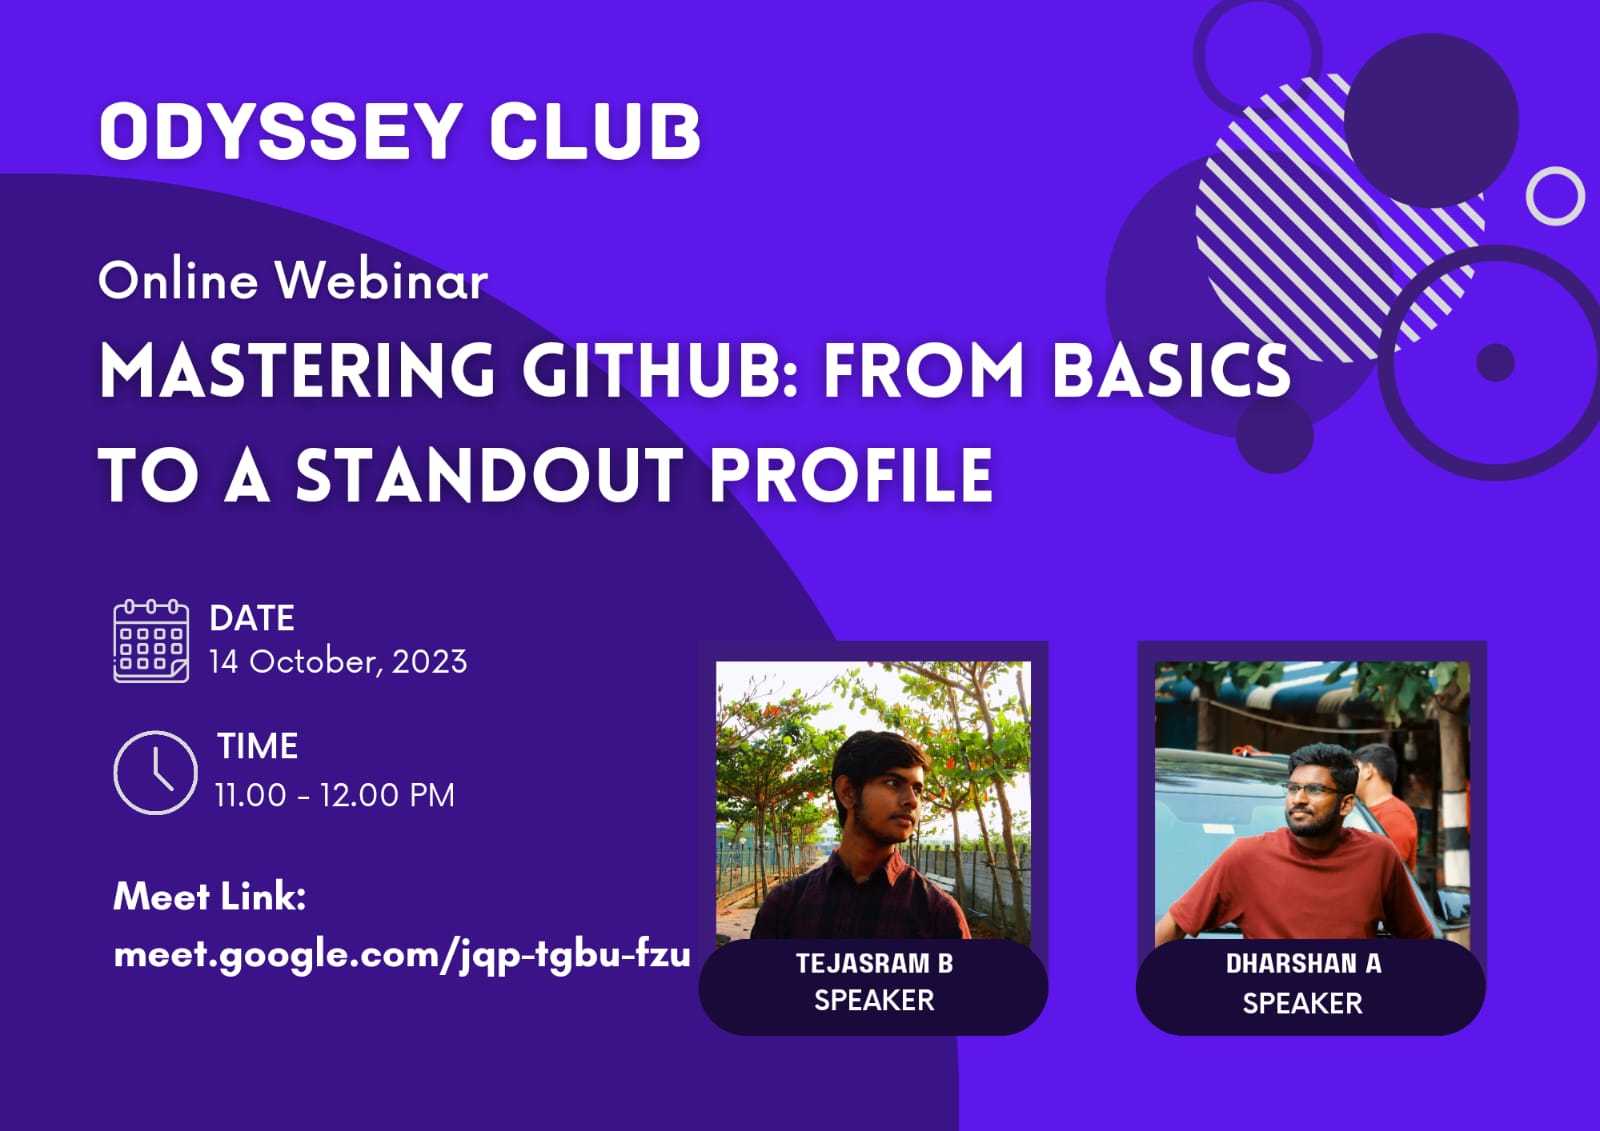 ODYSSEY CLUB
Online Webinar
MASTERING GITHUB: FROM BASICS
TO A STANDOUT PROFILE
DATE
14 October, 2023
TIME
11.00 - 12.00 PM
Meet Link:
meet.google.com/jqp-tgbu-fzu
TEJASRAM B
SPEAKER
DHARSHAN A
SPEAKER